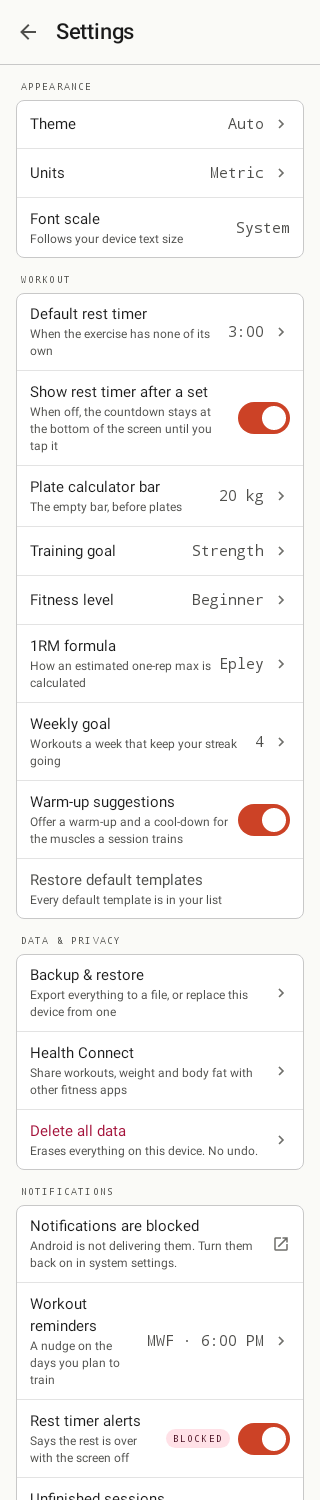 Settings
APPEARANCE
Theme
Auto
Units
Metric
Font scale
Follows your device text size
System
WORKOUT
Default rest timer
When the exercise has none of its
own
3:00
Show rest timer after a set
When off, the countdown stays at
the bottom of the screen until you
tap it
Plate calculator bar
The empty bar, before plates
20 kg
Training goal
Strength
Fitness level
Beginner
1RM formula
How an estimated one-rep max is
calculated
Epley
Weekly goal
Workouts a week that keep your streak
going
4
Warm-up suggestions
Offer a warm-up and a cool-down for
the muscles a session trains
Restore default templates
Every default template is in your list
DATA & PRIVACY
Backup & restore
Export everything to a file, or replace this
device from one
Health Connect
Share workouts, weight and body fat with
other fitness apps
Delete all data
Erases everything on this device. No undo.
NOTIFICATIONS
Notifications are blocked
Android is not delivering them. Turn them
back on in system settings.
Workout
reminders
A nudge on the
days you plan to
train
MWF · 6:00 PM
Rest timer alerts
Says the rest is over
with the screen off
BLOCKED
Unfinished sessions